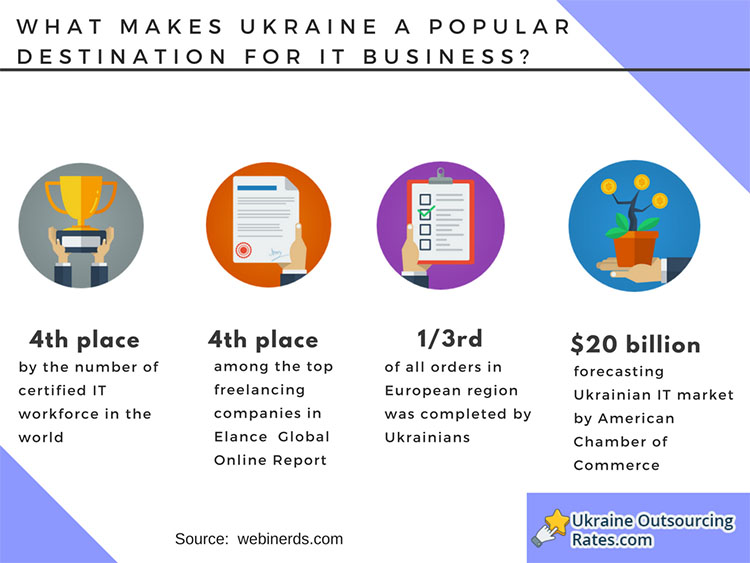 WHAT MAKES UKRAINE A POPULAR
DESTINATION FOR IT BUSINESS?
4th place
by the number of
certified IT
workforce in the
world
4th place
among the top
freelancing
companies in
Elance Global
Online Report
1/3rd
of all orders in
European region
was completed by
Ukrainians
$20 billion
forecasting
Ukrainian IT market
by American
Chamber of
Commerce
Source: webinerds.com
Ukraine Outsourcing
Rates.com